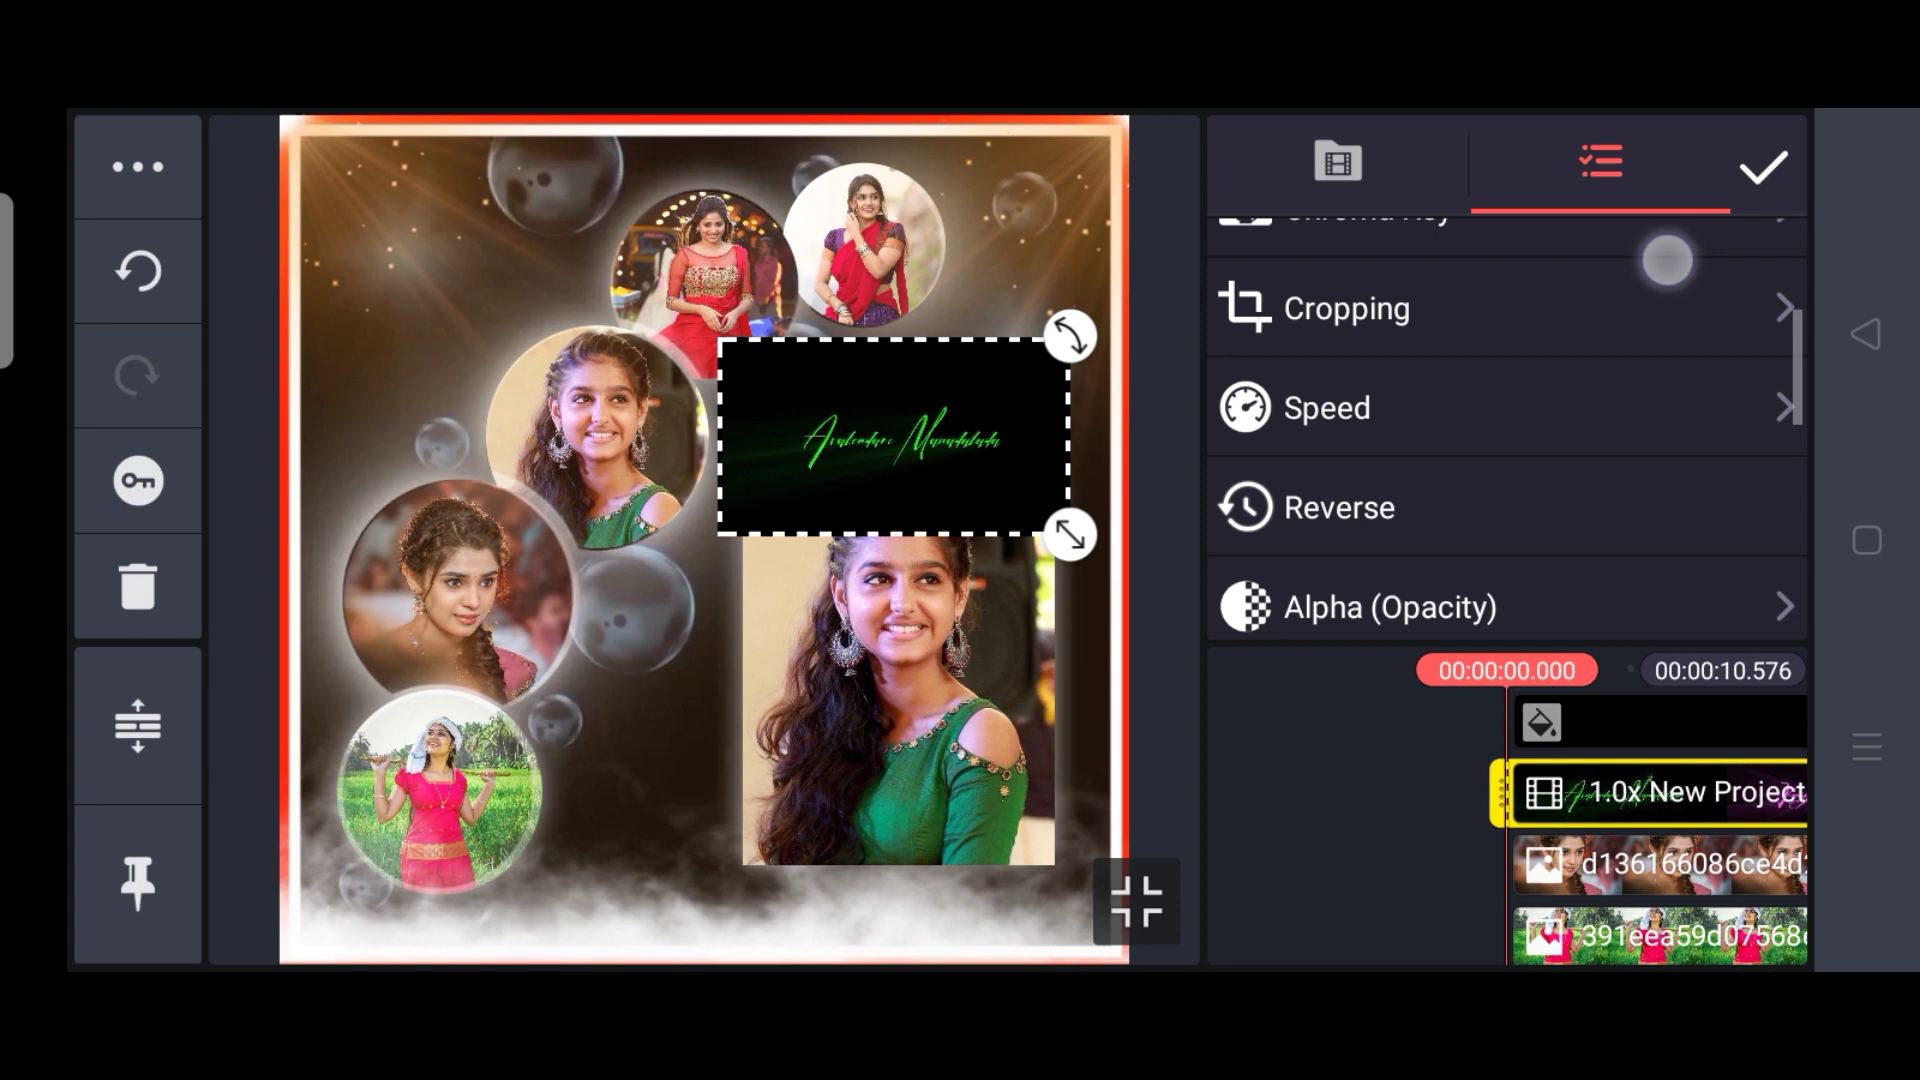 Cropping
Speed
Reverse
Alpha (Opacity)
00:00:00.000
00:00:10.576
1.0x New Project
d136166086ce4d
391eea59d07568